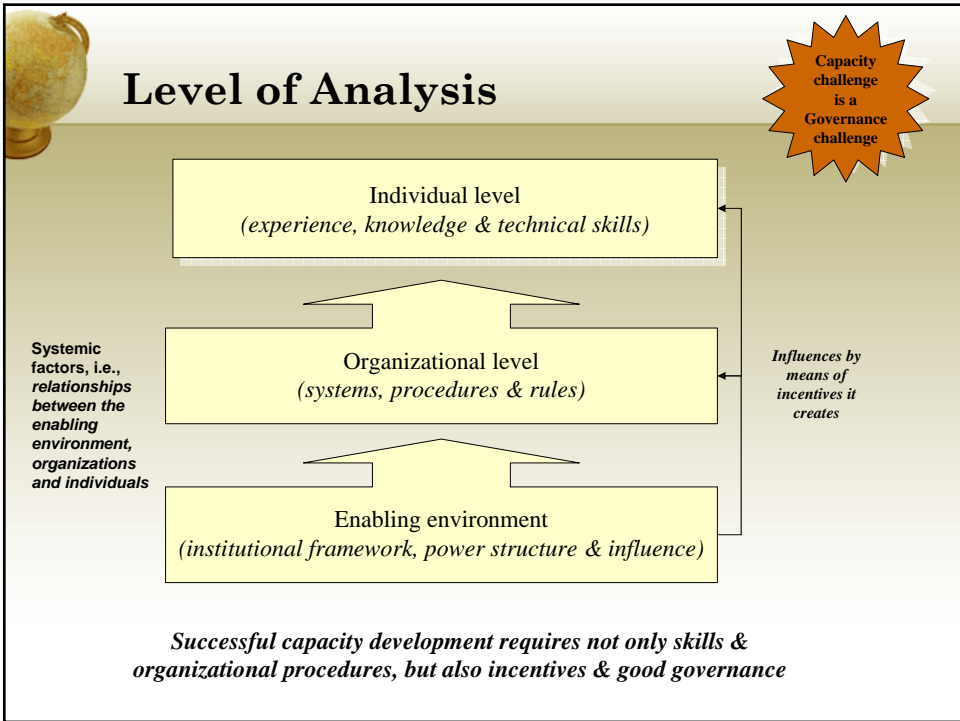 Level of Analysis
Capacity
challenge
is a
Governance
challenge
Individual level
(experience, knowledge & technical skills)
Organizational level
(systems, procedures & rules)
Systemic
factors, i.e.,
relationships
between the
enabling
environment,
organizations
and individuals
Influences by
means of
incentives it
creates
Enabling environment
(institutional framework, power structure & influence)
Successful capacity development requires not only skills &
organizational procedures, but also incentives & good governance